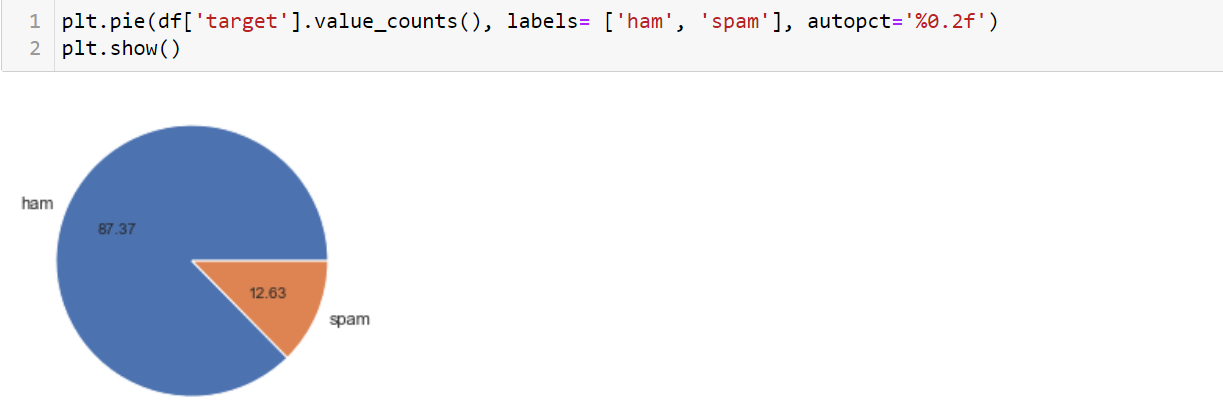 1 plt.pie(df['target'].value_counts(), labels= ['ham', 'spam'], autopct='%0.2f')
2 plt.show()
ham
87.37
12.63
spam